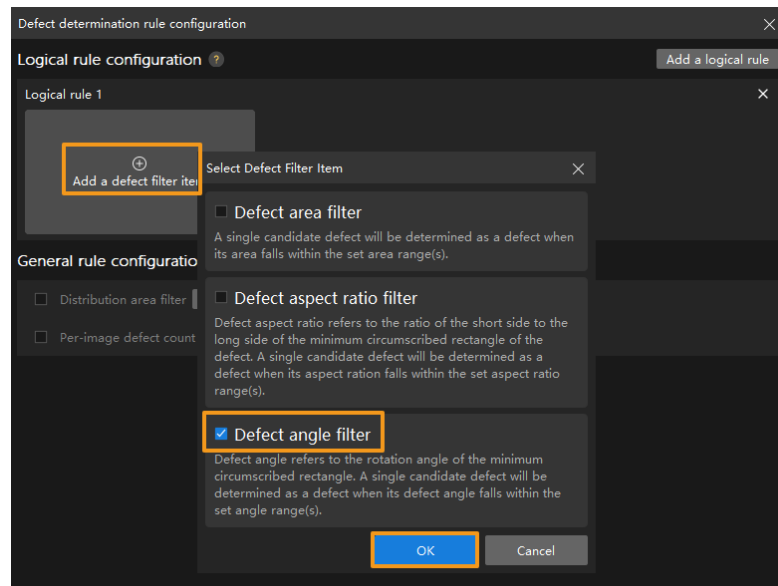 Defect determination rule configuration
Logical rule configuration ?
Add a logical rule
Logical rule 1
Add a defect filter ite
Select Defect Filter Item
Defect area filter
A single candidate defect will be determined as a defect when
its area falls within the set area range(s).
General rule configuratio
Distribution area filter
Per-image defect count
Defect aspect ratio filter
Defect aspect ratio refers to the ratio of the short side to the
long side of the minimum circumscribed rectangle of the
defect. A single candidate defect will be determined as a
defect when its aspect ration falls within the set aspect ratio
range(s).
Defect angle filter
Defect angle refers to the rotation angle of the minimum
circumscribed rectangle. A single candidate defect will be
determined as a defect when its defect angle falls within the
set angle range(s).
OK
Cancel